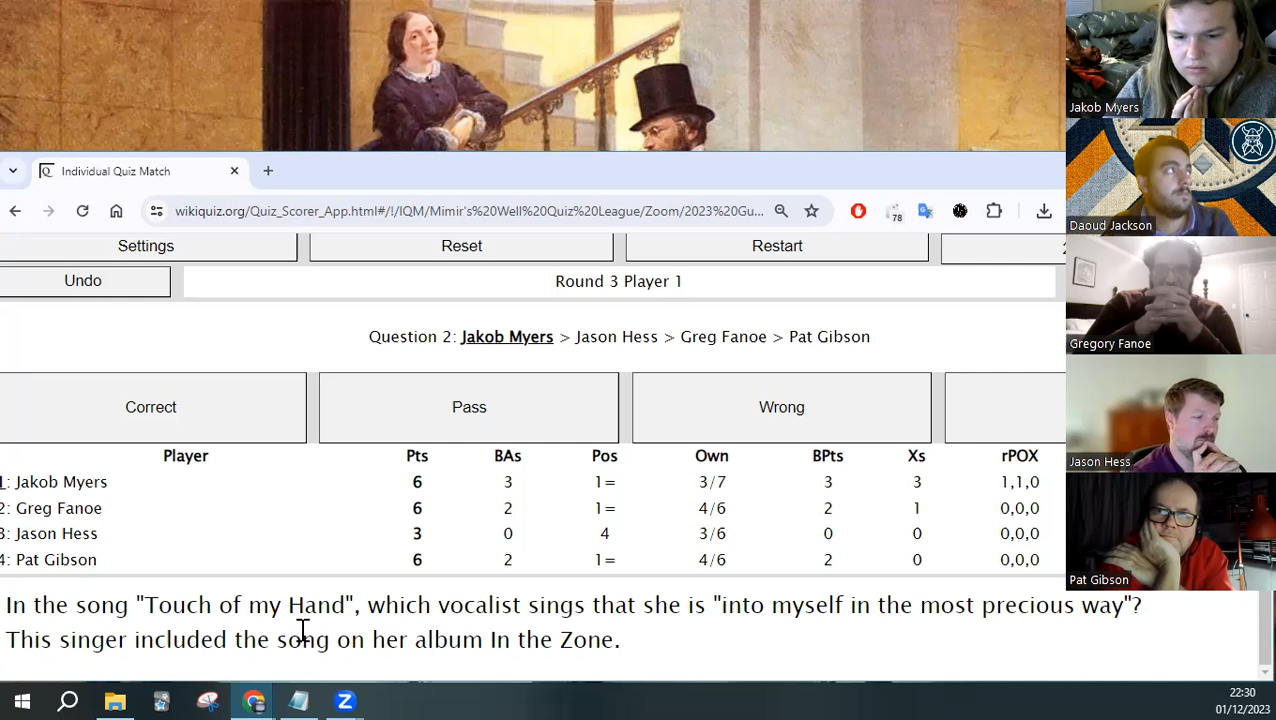 Individual Quiz Match
wikiquiz.org/Quiz_Scorer_App.html#/!/IQM/Mimir's%20Well%20Quiz%20League/Zoom/2023%20Gu...
78
Settings Reset Restart 2
Undo Round 3 Player 1
Question 2: Jakob Myers > Jason Hess > Greg Fanoe > Pat Gibson
Correct Pass Wrong
Player Pts BAs Pos Own BPts Xs rPOX
1: Jakob Myers 6 3 1= 3/7 3 3 1,1,0
2: Greg Fanoe 6 2 1= 4/6 2 1 0,0,0
3: Jason Hess 3 0 4 3/6 0 0 0,0,0
4: Pat Gibson 6 2 1= 4/6 2 0 0,0,0
In the song "Touch of my Hand", which vocalist sings that she is "into myself in the most precious way"?
This singer included the song on her album In the Zone.
Jakob Myers
Daoud Jackson
Gregory Fanoe
Jason Hess
Pat Gibson
22:30
01/12/2023